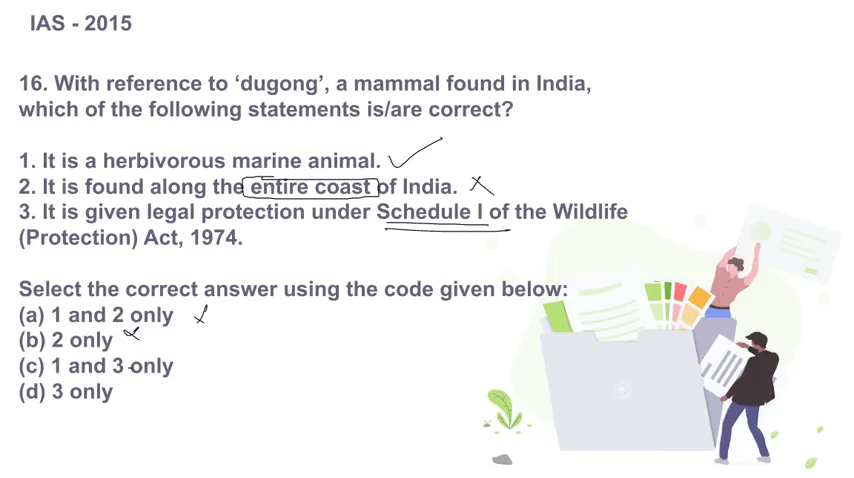 IAS - 2015
16. With reference to ‘dugong’, a mammal found in India,
which of the following statements is/are correct?
1. It is a herbivorous marine animal.
2. It is found along the entire coast of India.
3. It is given legal protection under Schedule I of the Wildlife
(Protection) Act, 1974.
Select the correct answer using the code given below:
(a) 1 and 2 only
(b) 2 only
(c) 1 and 3 only
(d) 3 only